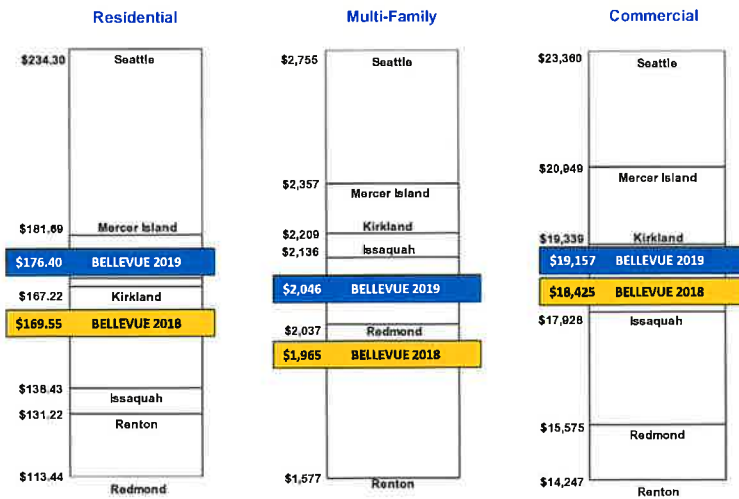 Residential
$234.30 Seattle
$181.69 Mercer Island
$176.40 BELLEVUE 2019
$167.22 Kirkland
$169.55 BELLEVUE 2018
$138.43
Issaquah
$131.22
Renton
$113.44
Redmond
Multi-Family
$2,755 Seattle
$2,357
Mercer Island
Kirkland
$2,209
$2,136 Issaquah
$2,046 BELLEVUE 2019
$2,037 Redmond
$1,965 BELLEVUE 2018
$1,577 Renton
Commercial
$23,360 Seattle
$20,949
Mercer Island
$19,339 Kirkland
$19,157 BELLEVUE 2019
$18,425 BELLEVUE 2018
$17,928 Issaquah
$15,575
Redmond
$14,247
Renton